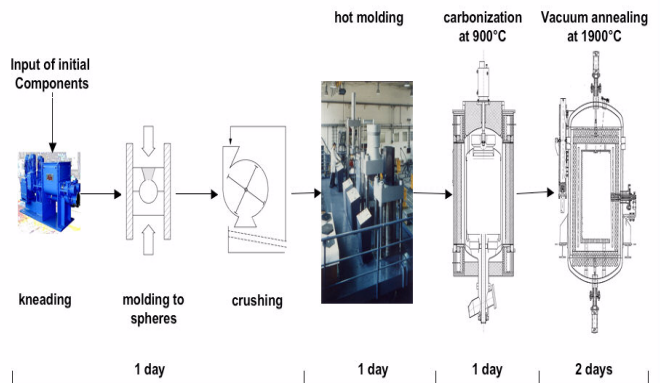 hot molding
carbonization
at 900°C
Vacuum annealing
at 1900°C
Input of initial
Components
kneading
molding to
spheres
crushing
1 day
1 day
1 day
2 days